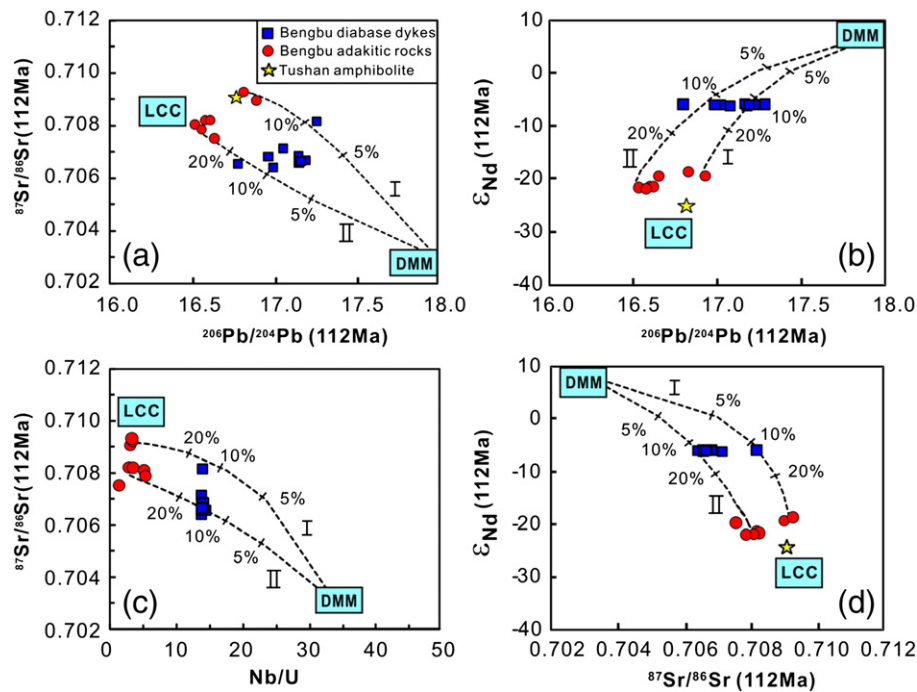 0.712
0.710
0.708
0.706
0.704
0.702
⁸⁷Sr/⁸⁶Sr(112Ma)
Bengbu diabase dykes
Bengbu adakitic rocks
Tushan amphibolite
LCC
10%
5%
20%
10%
5%
I
II
DMM
(a)
16.0 16.5 17.0 17.5 18.0
²⁰⁶Pb/²⁰⁴Pb (112Ma)
10
0
-10
-20
-30
-40
εNd (112Ma)
DMM
5%
5%
10%
10%
20%
20%
II
I
LCC
(b)
16.0 16.5 17.0 17.5 18.0
²⁰⁶Pb/²⁰⁴Pb (112Ma)
0.712
0.710
0.708
0.706
0.704
0.702
⁸⁷Sr/⁸⁶Sr(112Ma)
LCC
20%
10%
5%
20%
10%
5%
I
II
DMM
(c)
0 10 20 30 40 50
Nb/U
10
0
-10
-20
-30
-40
εNd (112Ma)
DMM
I
5%
5%
10%
10%
20%
20%
II
LCC
(d)
0.702 0.704 0.706 0.708 0.710 0.712
⁸⁷Sr/⁸⁶Sr (112Ma)